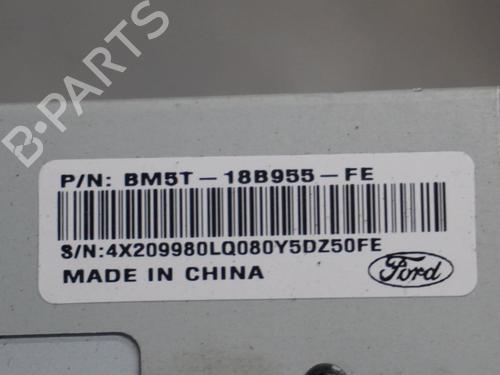 B-PARTS
P/N: BM5T-18B955-FE
S/N:4X209980LQ080Y5DZ50FE
MADE IN CHINA
Ford